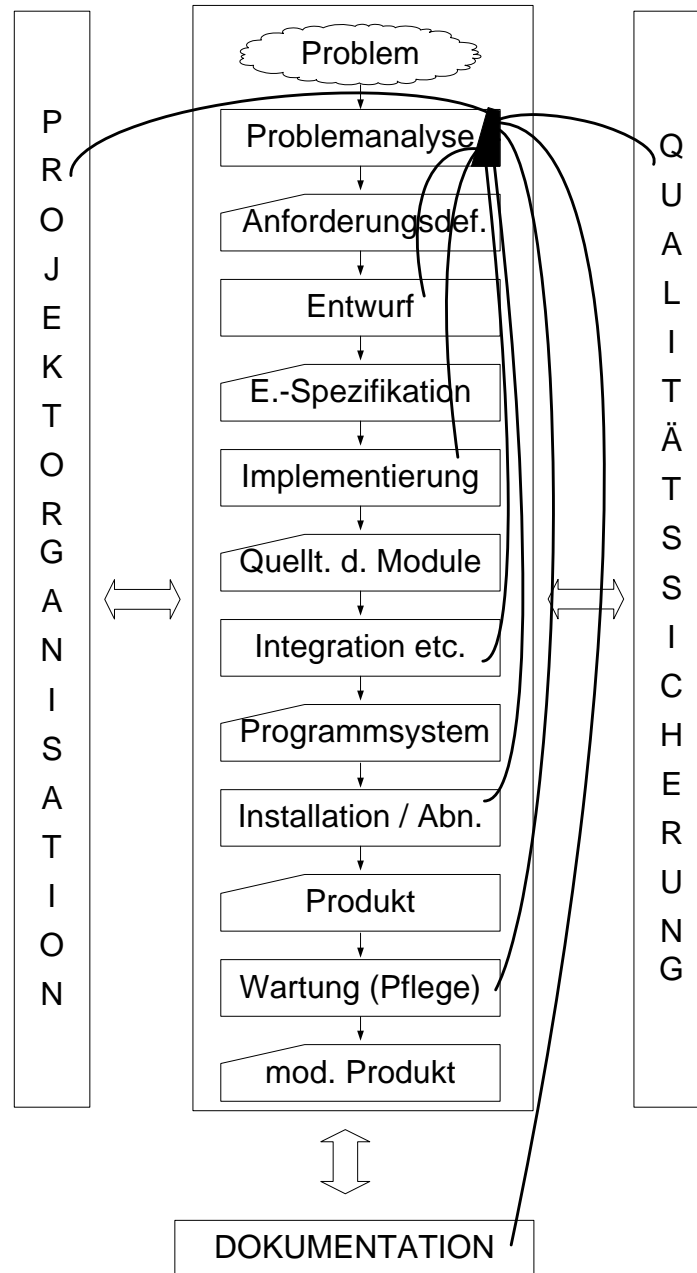 PROJEKTORGANISATION
Problem
Problemanalyse
Anforderungsdef.
Entwurf
E.-Spezifikation
Implementierung
Quellt. d. Module
Integration etc.
Programmsystem
Installation / Abn.
Produkt
Wartung (Pflege)
mod. Produkt
QUALITÄTSSICHERUNG
DOKUMENTATION